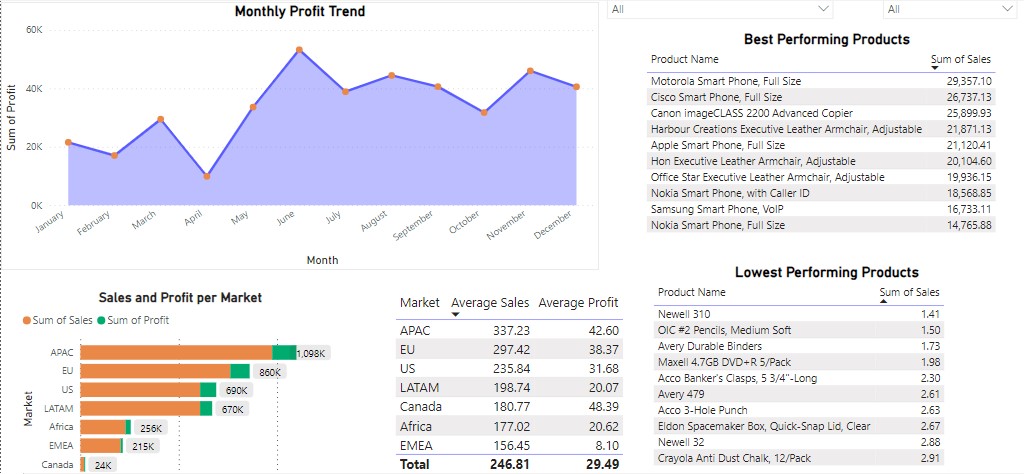 Monthly Profit Trend
60K
40K
20K
0K
Sum of Profit
January
February
March
April
May
June
July
August
September
October
November
December
Month
All
All
Best Performing Products
Product Name Sum of Sales
Motorola Smart Phone, Full Size 29,357.10
Cisco Smart Phone, Full Size 26,737.13
Canon imageCLASS 2200 Advanced Copier 25,899.93
Harbour Creations Executive Leather Armchair, Adjustable 21,871.13
Apple Smart Phone, Full Size 21,120.41
Hon Executive Leather Armchair, Adjustable 20,104.60
Office Star Executive Leather Armchair, Adjustable 19,936.15
Nokia Smart Phone, with Caller ID 18,568.85
Samsung Smart Phone, VoIP 16,733.11
Nokia Smart Phone, Full Size 14,765.88
Sales and Profit per Market
Sum of Sales Sum of Profit
Market
APAC 1,098K
EU 860K
US 690K
LATAM 670K
Africa 256K
EMEA 215K
Canada 24K
Market Average Sales Average Profit
APAC 337.23 42.60
EU 297.42 38.37
US 235.84 31.68
LATAM 198.74 20.07
Canada 180.77 48.39
Africa 177.02 20.62
EMEA 156.45 8.10
Total 246.81 29.49
Lowest Performing Products
Product Name Sum of Sales
Newell 310 1.41
OIC #2 Pencils, Medium Soft 1.50
Avery Durable Binders 1.73
Maxell 4.7GB DVD+R 5/Pack 1.98
Acco Banker's Clasps, 5 3/4"-Long 2.30
Avery 479 2.61
Acco 3-Hole Punch 2.63
Eldon Spacemaker Box, Quick-Snap Lid, Clear 2.67
Newell 32 2.88
Crayola Anti Dust Chalk, 12/Pack 2.91